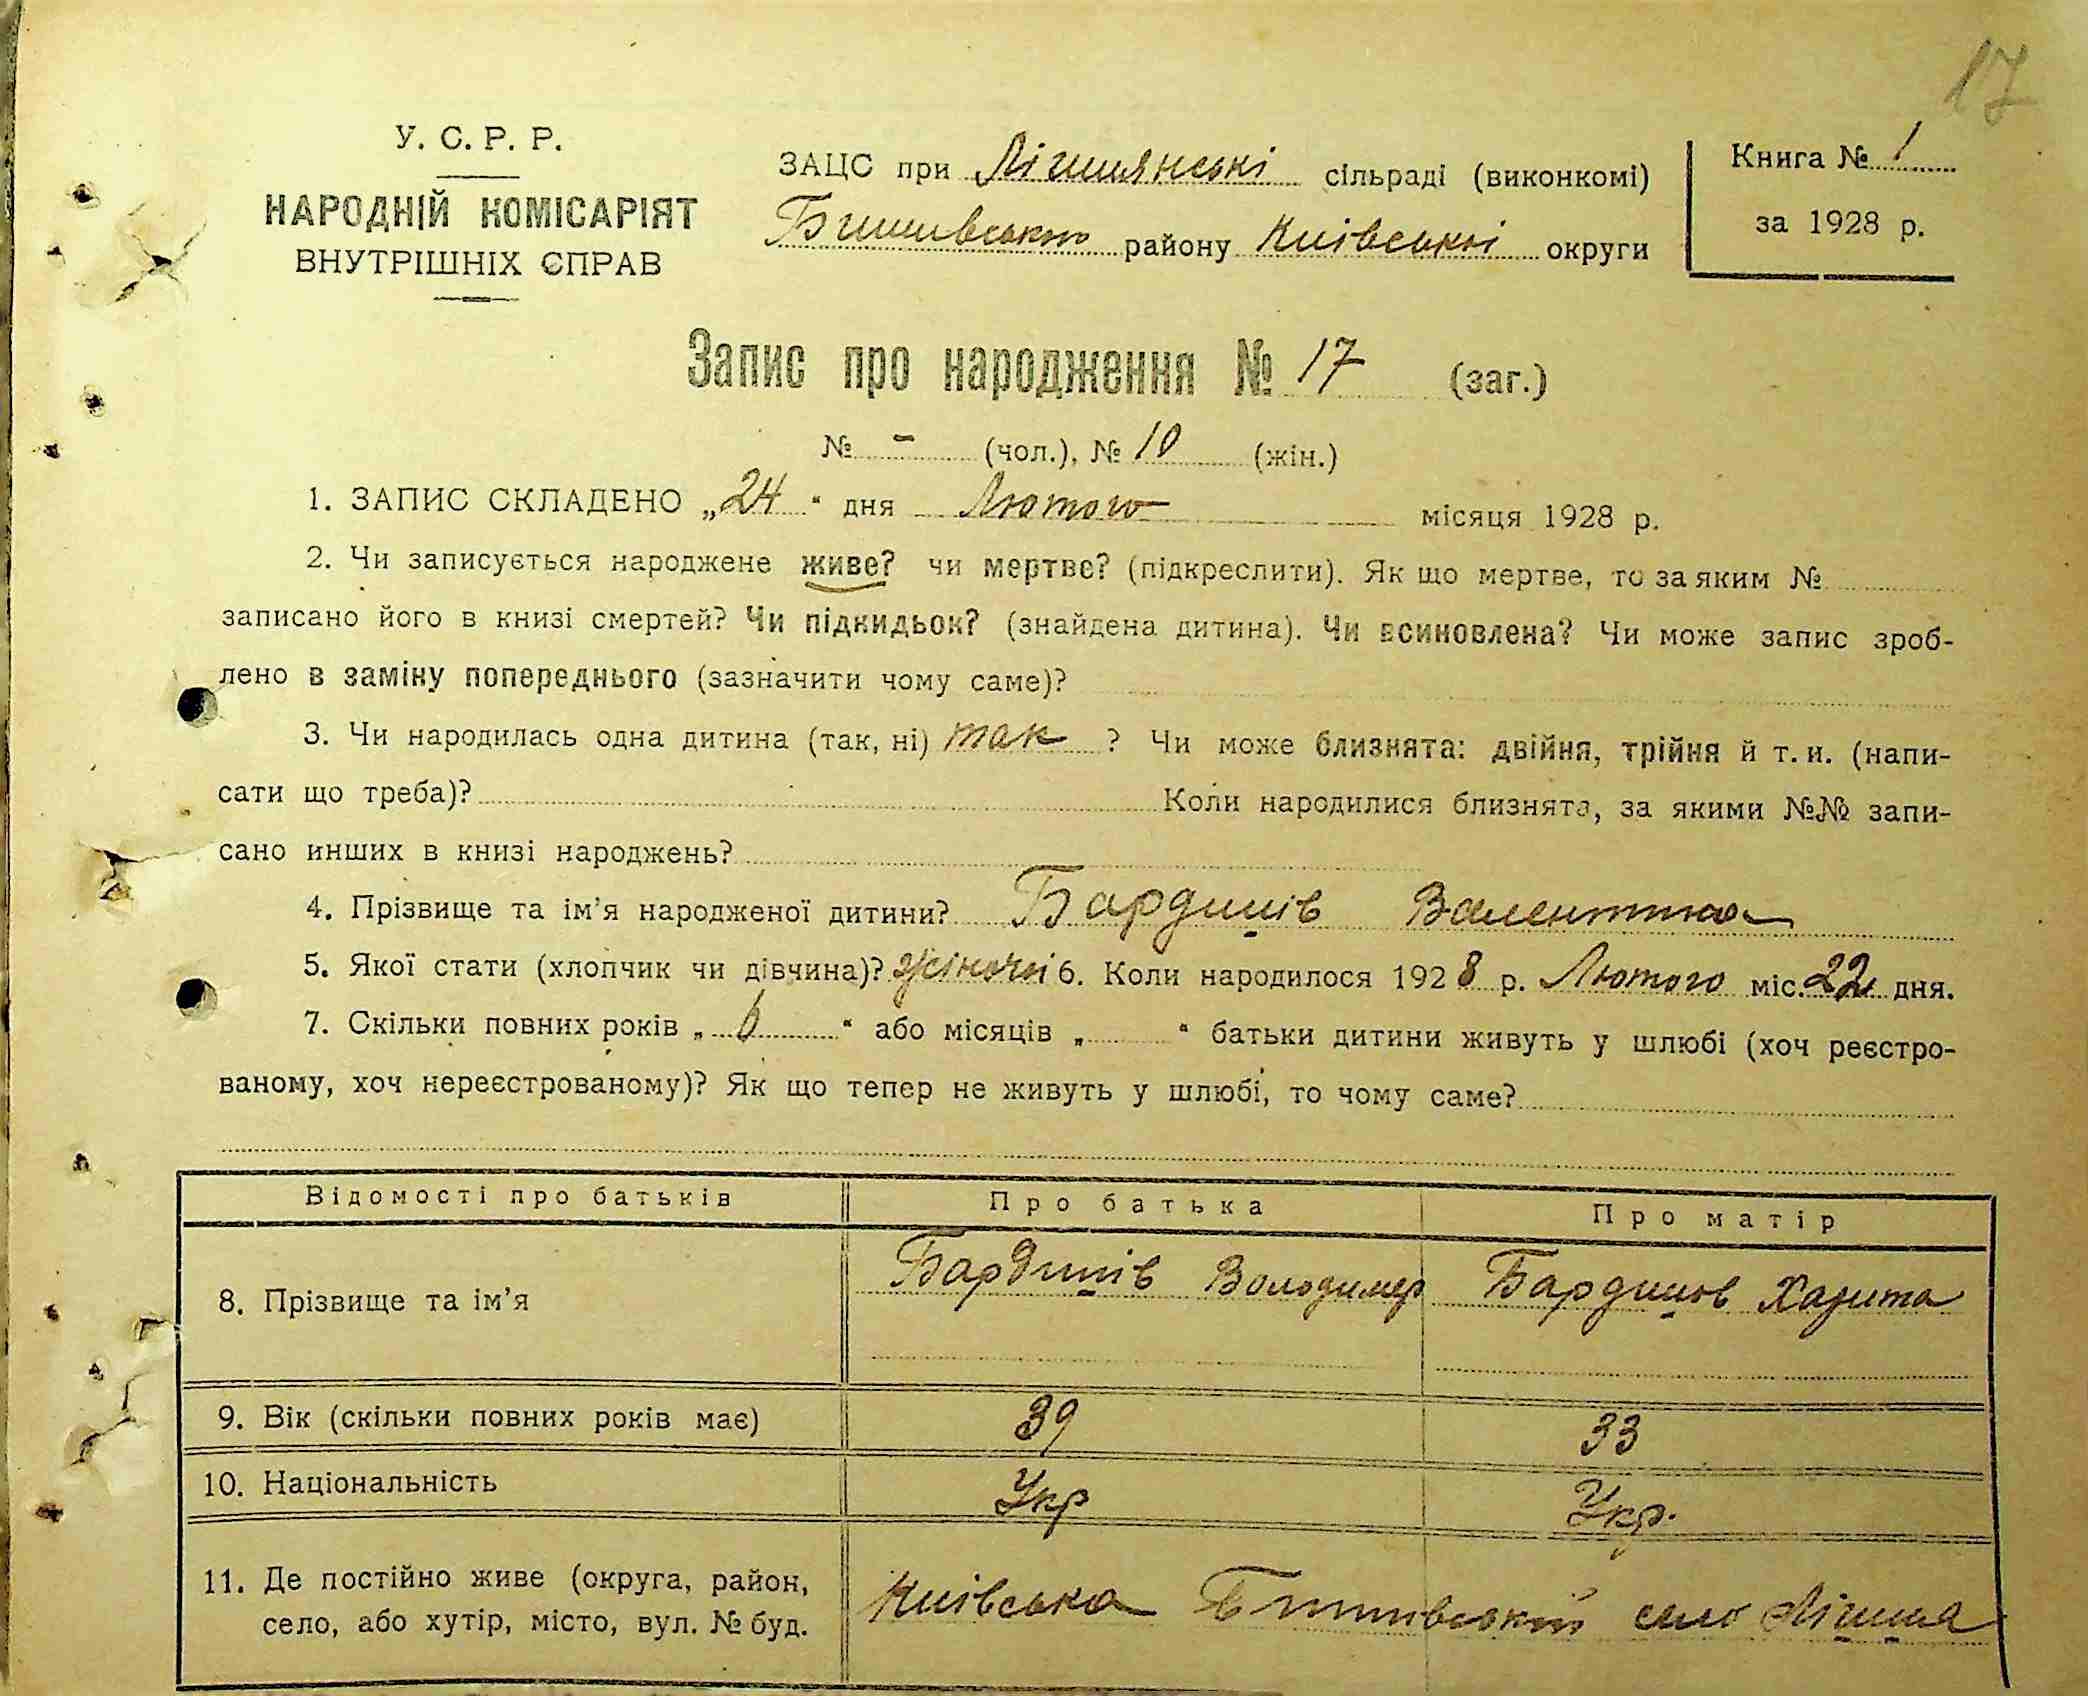 17
У. С. Р. Р.
НАРОДНІЙ КОМІСАРІЯТ
ВНУТРІШНІХ СПРАВ
ЗАЦС при сільраді (виконкомі)
району Київської округи
Книга № 1
за 1928 р.
Запис про народження № 17 (заг.)
№ - (чол.), № 10 (жін.)
1. ЗАПИС СКЛАДЕНО „24“ дня Лютого місяця 1928 р.
2. Чи записується народжене живе? чи мертве? (підкреслити). Як що мертве, то за яким №
записано його в книзі смертей? Чи підкидьок? (знайдена дитина). Чи всиновлена? Чи може запис зроб-
лено в заміну попереднього (зазначити чому саме)?
3. Чи народилась одна дитина (так, ні) так ? Чи може близнята: двійня, трійня й т. и. (напи-
сати що треба)? Коли народилися близнята, за якими №№ запи-
сано инших в книзі народжень?
4. Прізвище та ім’я народженої дитини? Бардишів Валентина
5. Якої стати (хлопчик чи дівчина)? жіночої 6. Коли народилося 1928 р. Лютого міс. 22 дня.
7. Скільки повних років „6“ або місяців „ “ батьки дитини живуть у шлюбі (хоч реєстро-
ваному, хоч нереєстрованому)? Як що тепер не живуть у шлюбі, то чому саме?
Відомості про батьків Про батька Про матір
8. Прізвище та ім’я Бардишів Володимер Бардишов Харита
9. Вік (скільки повних років має) 39 33
10. Національність Укр Укр.
11. Де постійно живе (округа, район,
село, або хутір, місто, вул. № буд.
Київська село